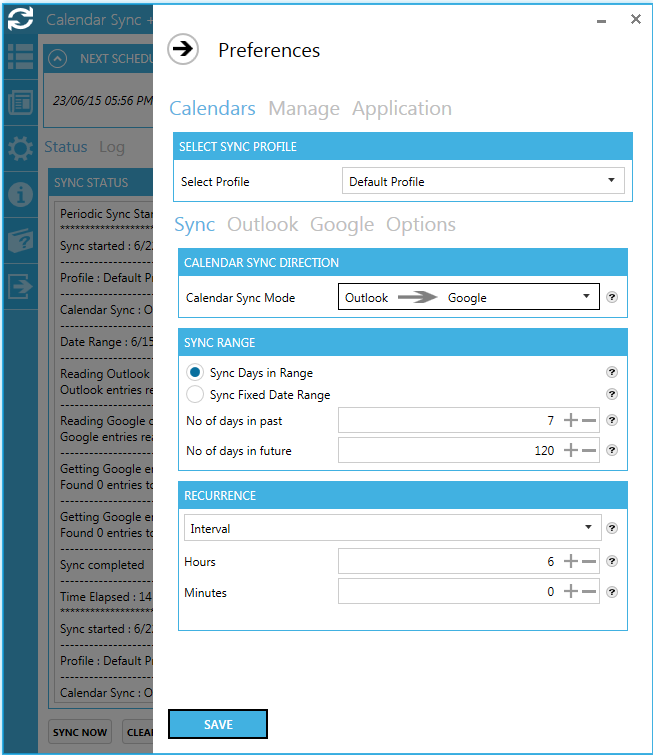 Calendar Sync +
NEXT SCHEDU
23/06/15 05:56 PM
Status Log
SYNC STATUS
Periodic Sync Star
**************************
Sync started : 6/2
Profile : Default P
Calendar Sync : O
Date Range : 6/15
Reading Outlook
Outlook entries re
Reading Google c
Google entries rea
Getting Google en
Found 0 entries to
Getting Google en
Found 0 entries to
Sync completed
Time Elapsed : 14
**************************
Sync started : 6/2
Profile : Default P
Calendar Sync : O
SYNC NOW CLEAR
Preferences
Calendars Manage Application
SELECT SYNC PROFILE
Select Profile Default Profile
Sync Outlook Google Options
CALENDAR SYNC DIRECTION
Calendar Sync Mode Outlook Google
SYNC RANGE
Sync Days in Range
Sync Fixed Date Range
No of days in past 7
No of days in future 120
RECURRENCE
Interval
Hours 6
Minutes 0
SAVE